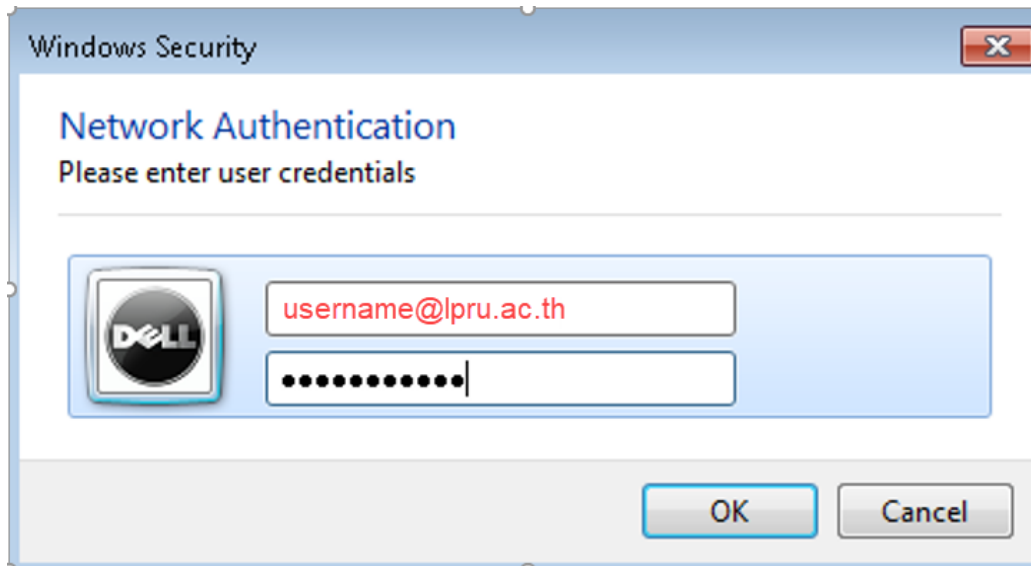 Windows Security
Network Authentication
Please enter user credentials
DELL
username@lpru.ac.th
●●●●●●●●●●●
OK
Cancel